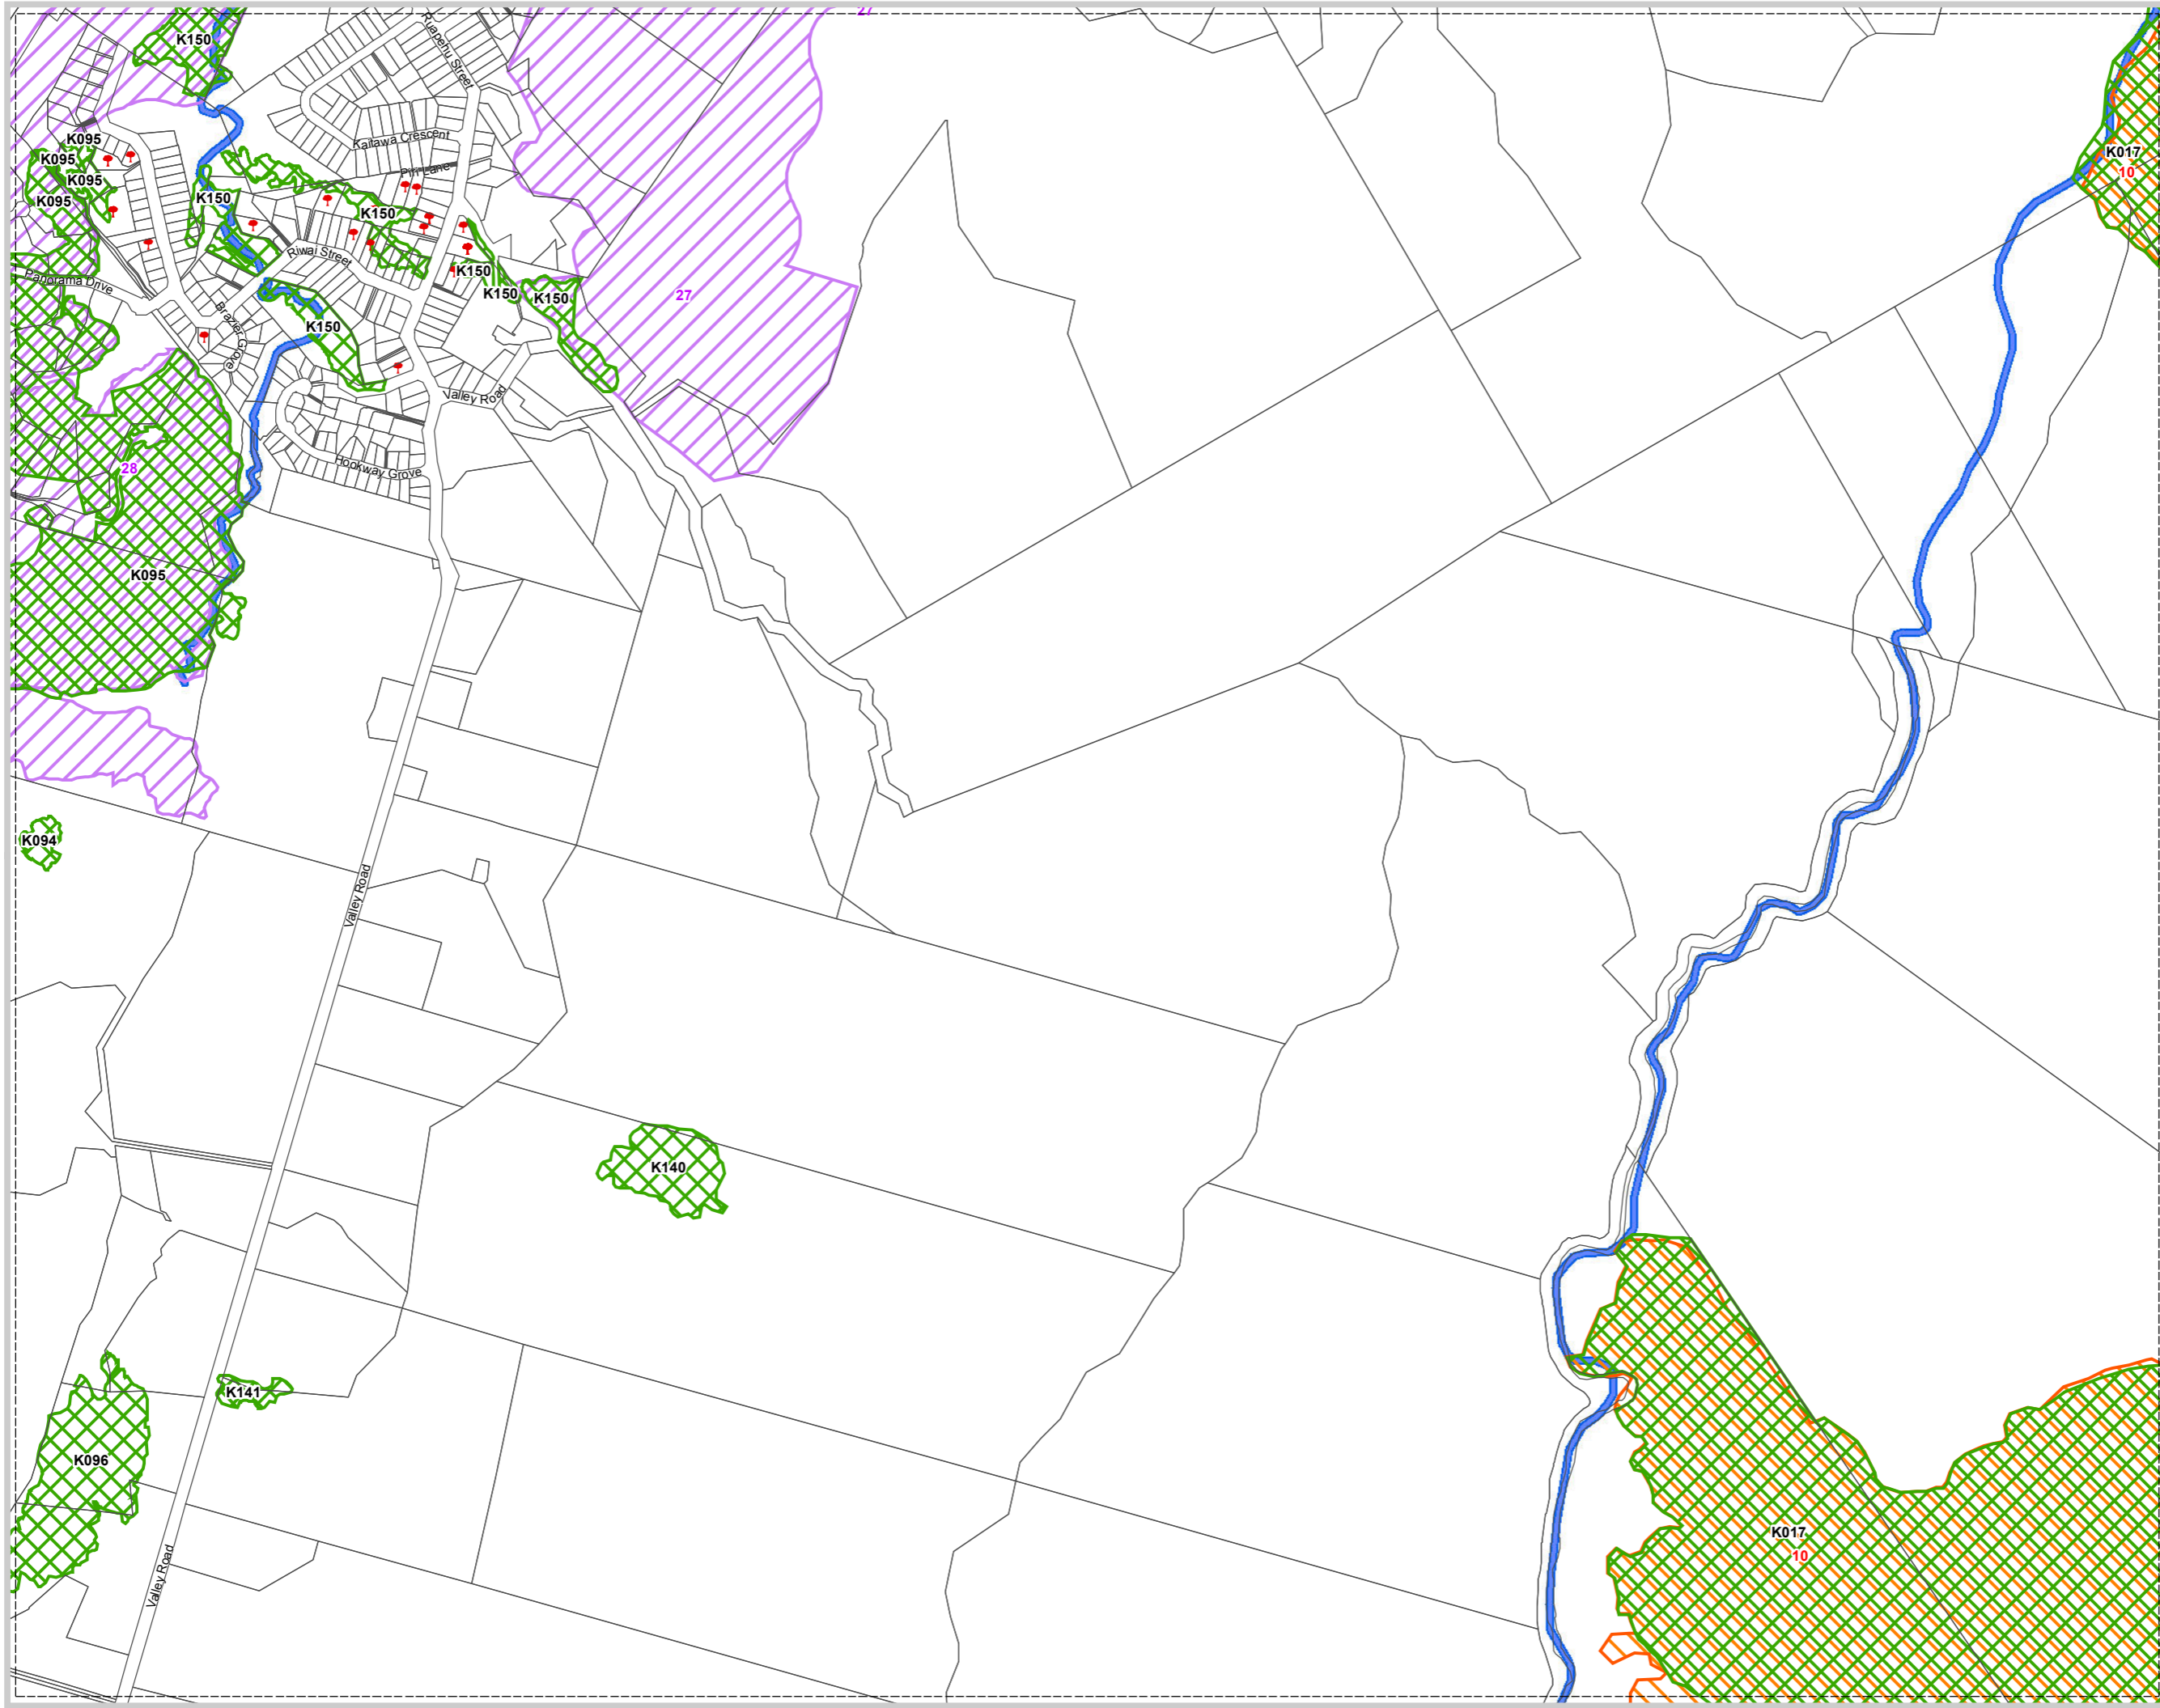 27
K150
Ruapehu Street
K095
Kaitawa Crescent
K017
K095
Piri Lane
10
K095
K150
K095
K150
Riwai Street
K150
Panorama Drive
K150
27
K150
Brazier Grove
K150
Valley Road
28
Hookway Grove
K095
K094
Valley Road
K140
K141
K096
K017
10
Valley Road